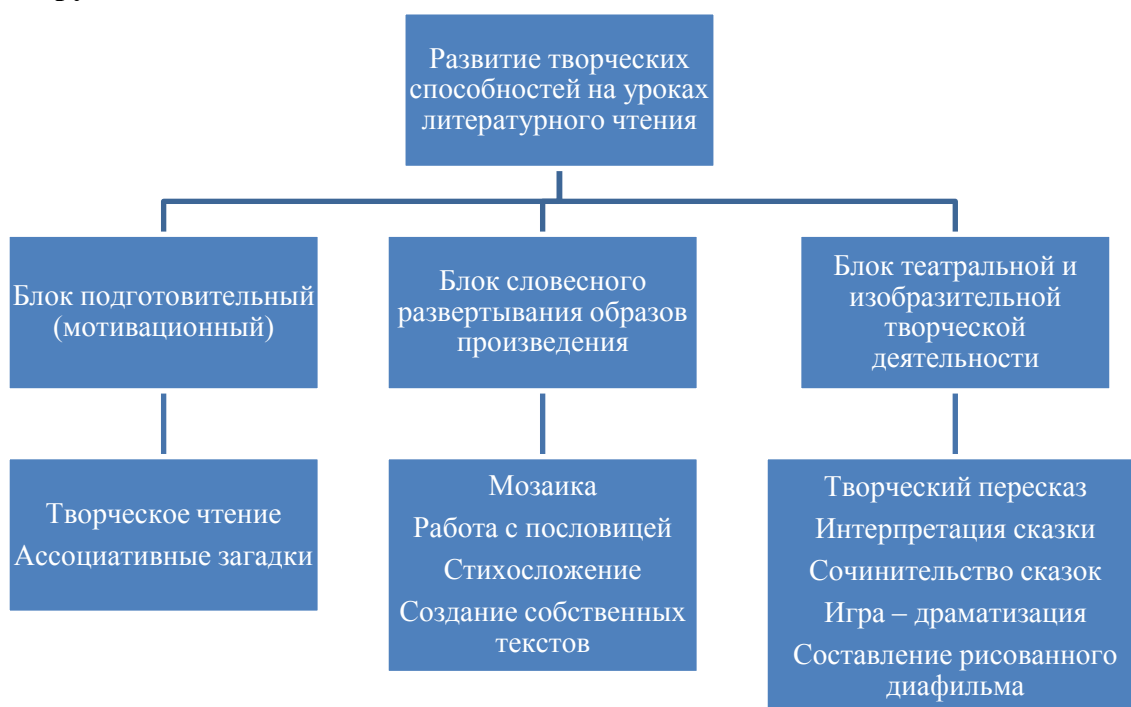 Развитие творческих
способностей на уроках
литературного чтения
Блок подготовительный
(мотивационный)
Блок словесного
развертывания образов
произведения
Блок театральной и
изобразительной
творческой
деятельности
Творческое чтение
Ассоциативные загадки
Мозаика
Работа с пословицей
Стихосложение
Создание собственных
текстов
Творческий пересказ
Интерпретация сказки
Сочинительство сказок
Игра – драматизация
Составление рисованного
диафильма